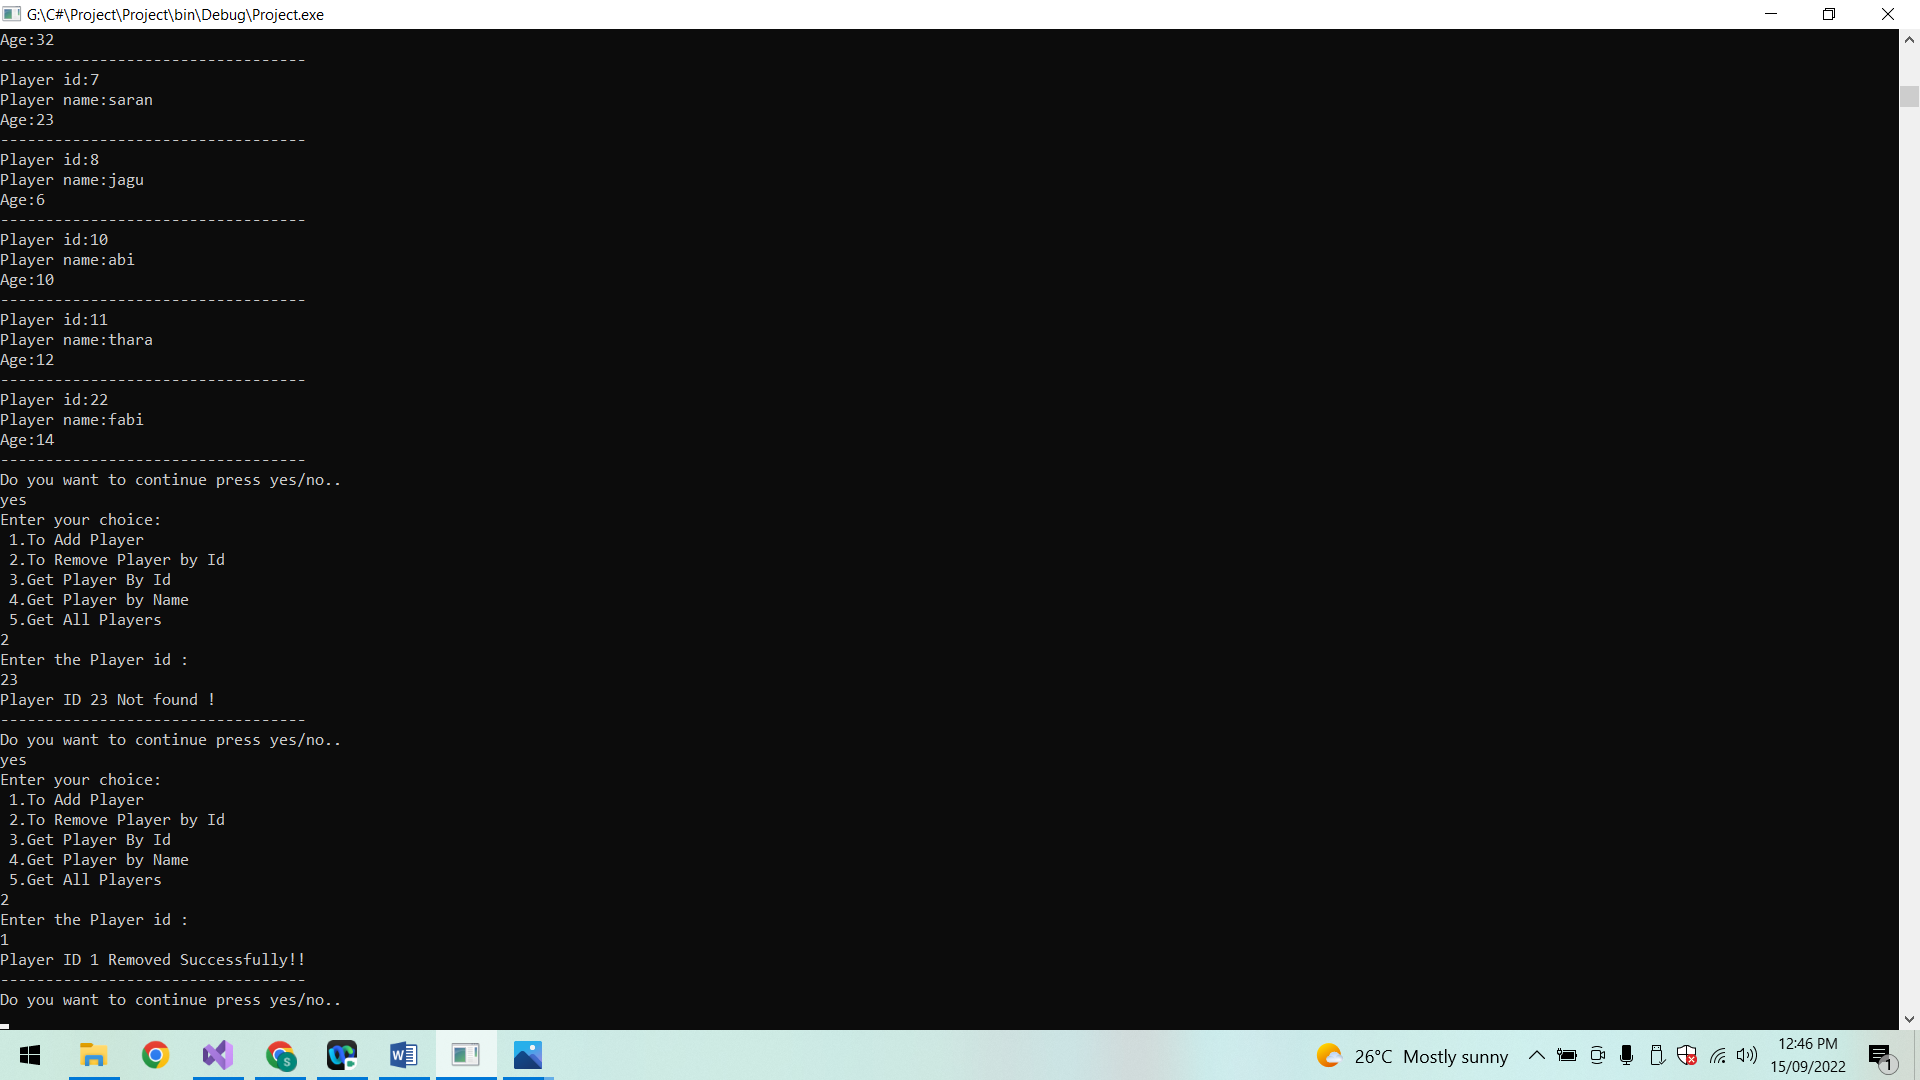 G:\C#\Project\Project\bin\Debug\Project.exe
Age:32
----------------------------------
Player id:7
Player name:saran
Age:23
----------------------------------
Player id:8
Player name:jagu
Age:6
----------------------------------
Player id:10
Player name:abi
Age:10
----------------------------------
Player id:11
Player name:thara
Age:12
----------------------------------
Player id:22
Player name:fabi
Age:14
----------------------------------
Do you want to continue press yes/no..
yes
Enter your choice:
 1.To Add Player
 2.To Remove Player by Id
 3.Get Player By Id
 4.Get Player by Name
 5.Get All Players
2
Enter the Player id :
23
Player ID 23 Not found !
----------------------------------
Do you want to continue press yes/no..
yes
Enter your choice:
 1.To Add Player
 2.To Remove Player by Id
 3.Get Player By Id
 4.Get Player by Name
 5.Get All Players
2
Enter the Player id :
1
Player ID 1 Removed Successfully!!
----------------------------------
Do you want to continue press yes/no..
S
W
26°C Mostly sunny
12:46 PM
15/09/2022
1